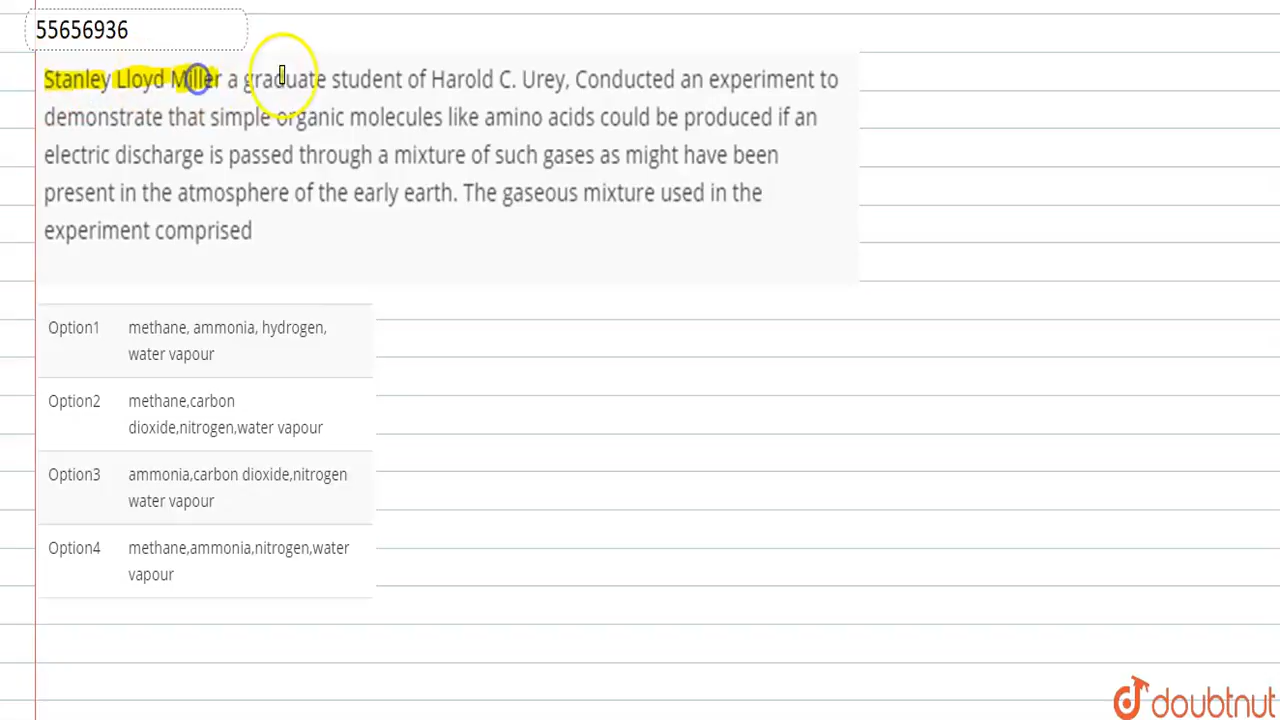 55656936
Stanley Lloyd Miller a graduate student of Harold C. Urey, Conducted an experiment to
demonstrate that simple organic molecules like amino acids could be produced if an
electric discharge is passed through a mixture of such gases as might have been
present in the atmosphere of the early earth. The gaseous mixture used in the
experiment comprised
Option1 methane, ammonia, hydrogen,
water vapour
Option2 methane,carbon
dioxide,nitrogen,water vapour
Option3 ammonia,carbon dioxide,nitrogen
water vapour
Option4 methane,ammonia,nitrogen,water
vapour
doubtnut